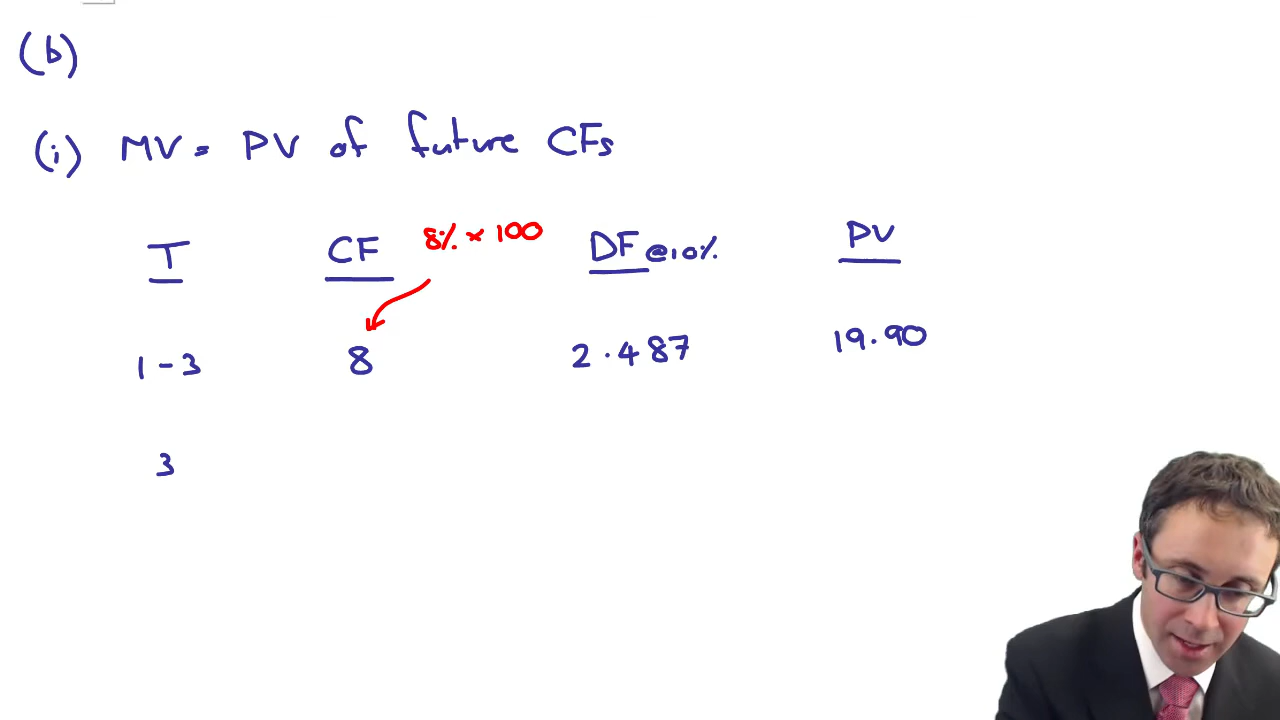 (b)
(i) MV = PV of future CFs
T CF 8% × 100 DF @10% PV
1-3 8 2.487 19.90
3